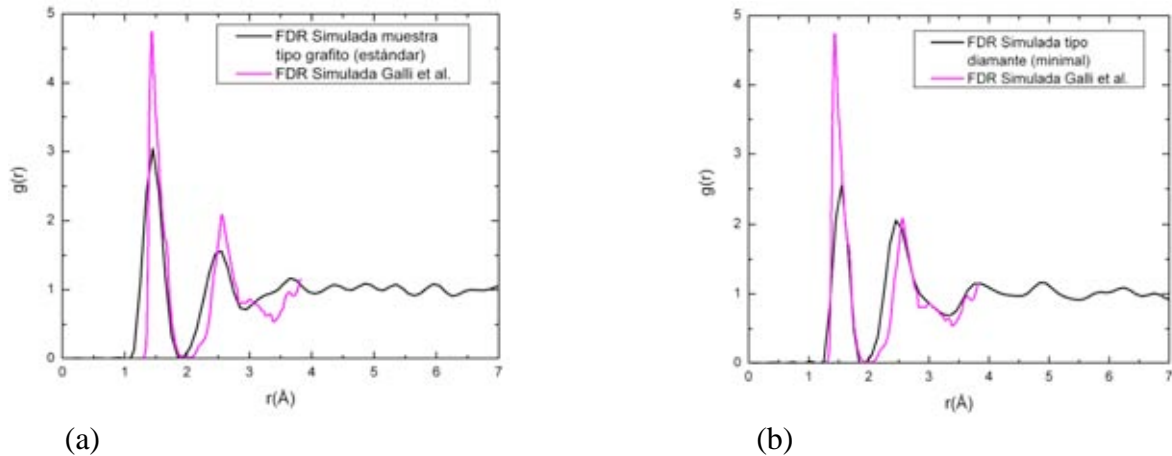 5
4
3
2
1
0
g(r)
FDR Simulada muestra
tipo grafito (estándar)
FDR Simulada Galli et al.
0 1 2 3 4 5 6 7
r(Å)
(a)
5
4
3
2
1
0
g(r)
FDR Simulada tipo
diamante (minimal)
FDR Simulada Galli et al.
0 1 2 3 4 5 6 7
r(Å)
(b)